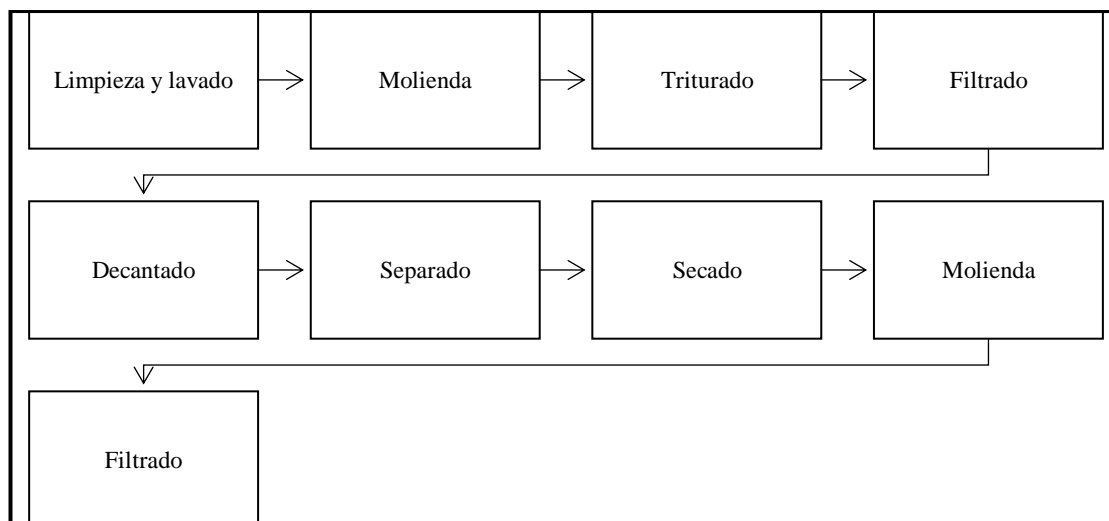 Limpieza y lavado
Molienda
Triturado
Filtrado
Decantado
Separado
Secado
Molienda
Filtrado